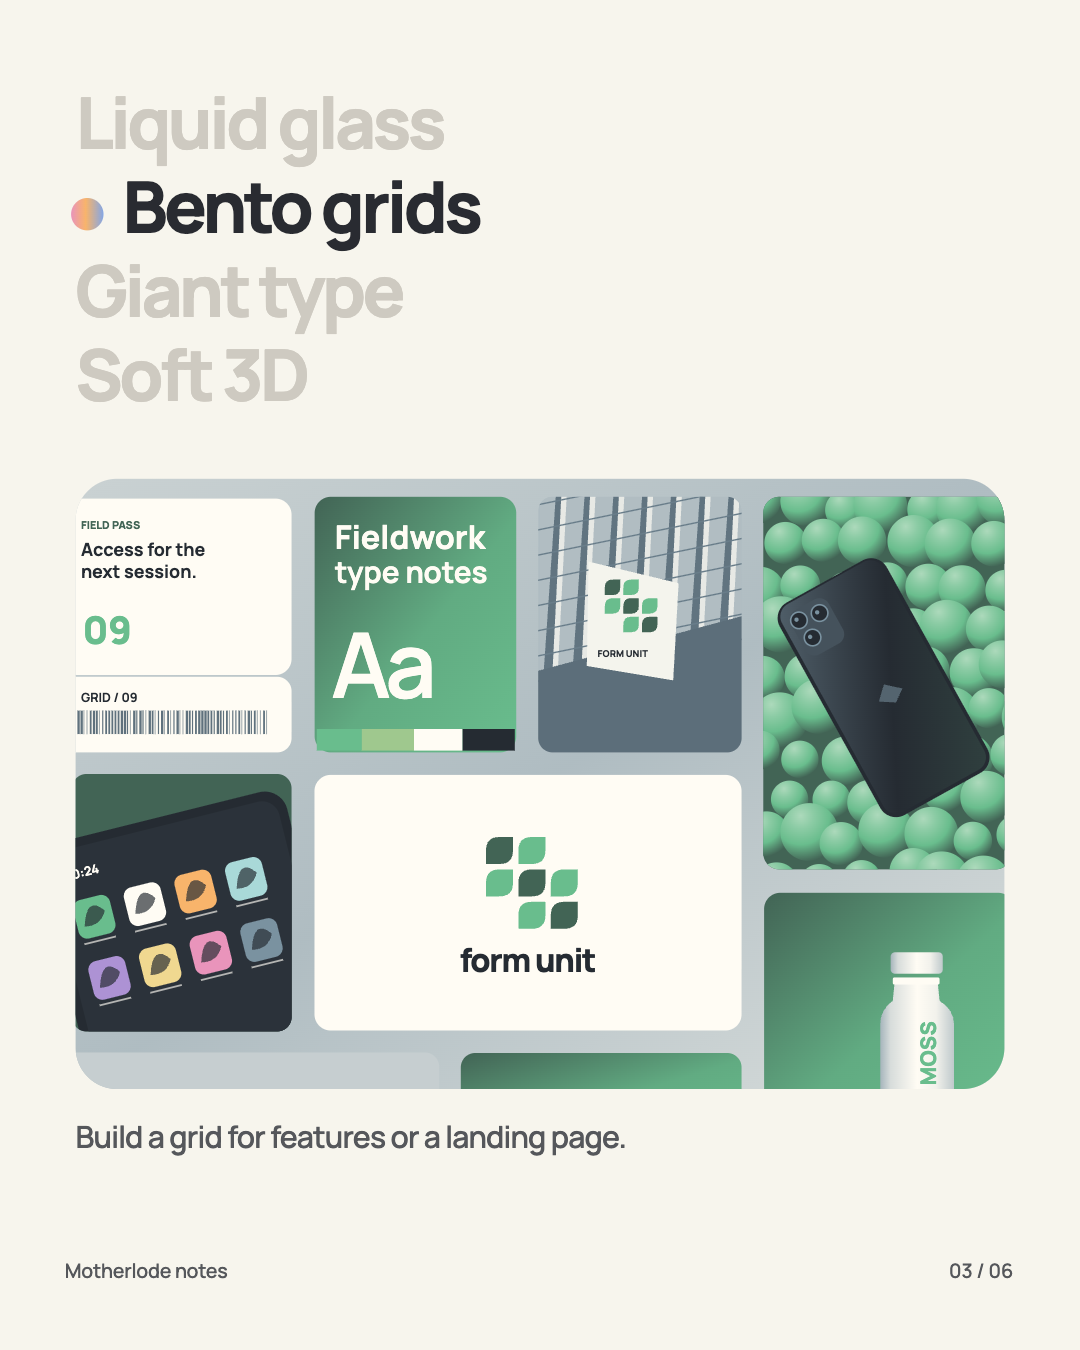 Liquid glass
Bento grids
Giant type
Soft 3D
FIELD PASS
Access for the
next session.
09
GRID / 09
Fieldwork
type notes
Aa
FORM UNIT
0:24
form unit
MOSS
Build a grid for features or a landing page.
Motherlode notes
03 / 06